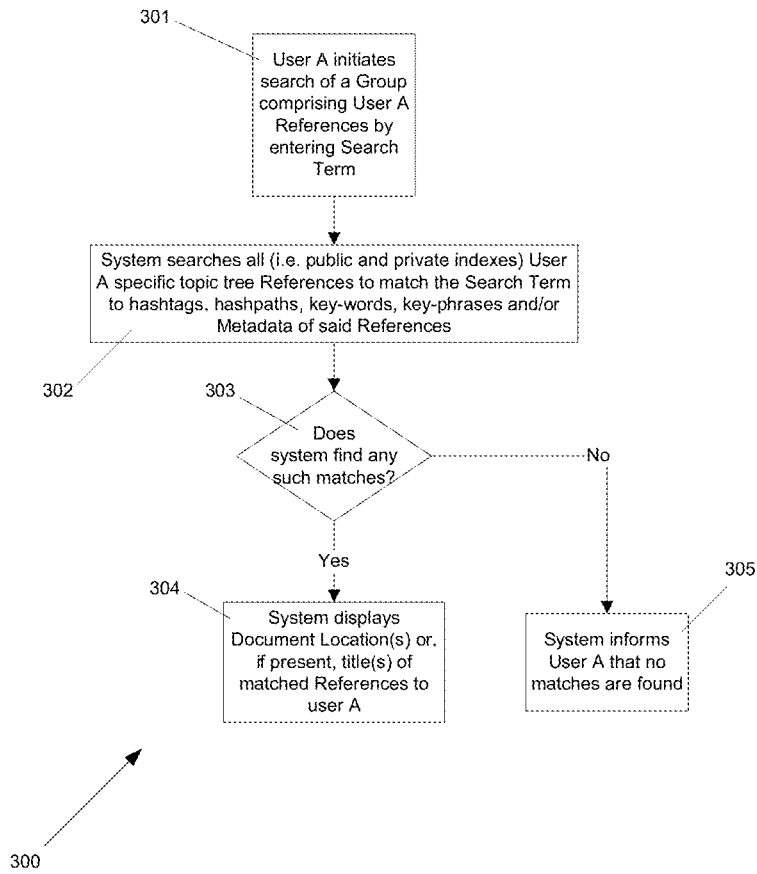 301
User A initiates
search of a Group
comprising User A
References by
entering Search
Term
System searches all (i.e. public and private indexes) User
A specific topic tree References to match the Search Term
to hashtags, hashpaths, key-words, key-phrases and/or
Metadata of said References
302
303
Does
system find any
such matches?
No
Yes
304
305
System displays
Document Location(s) or,
if present, title(s) of
matched References to
user A
System informs
User A that no
matches are found
300